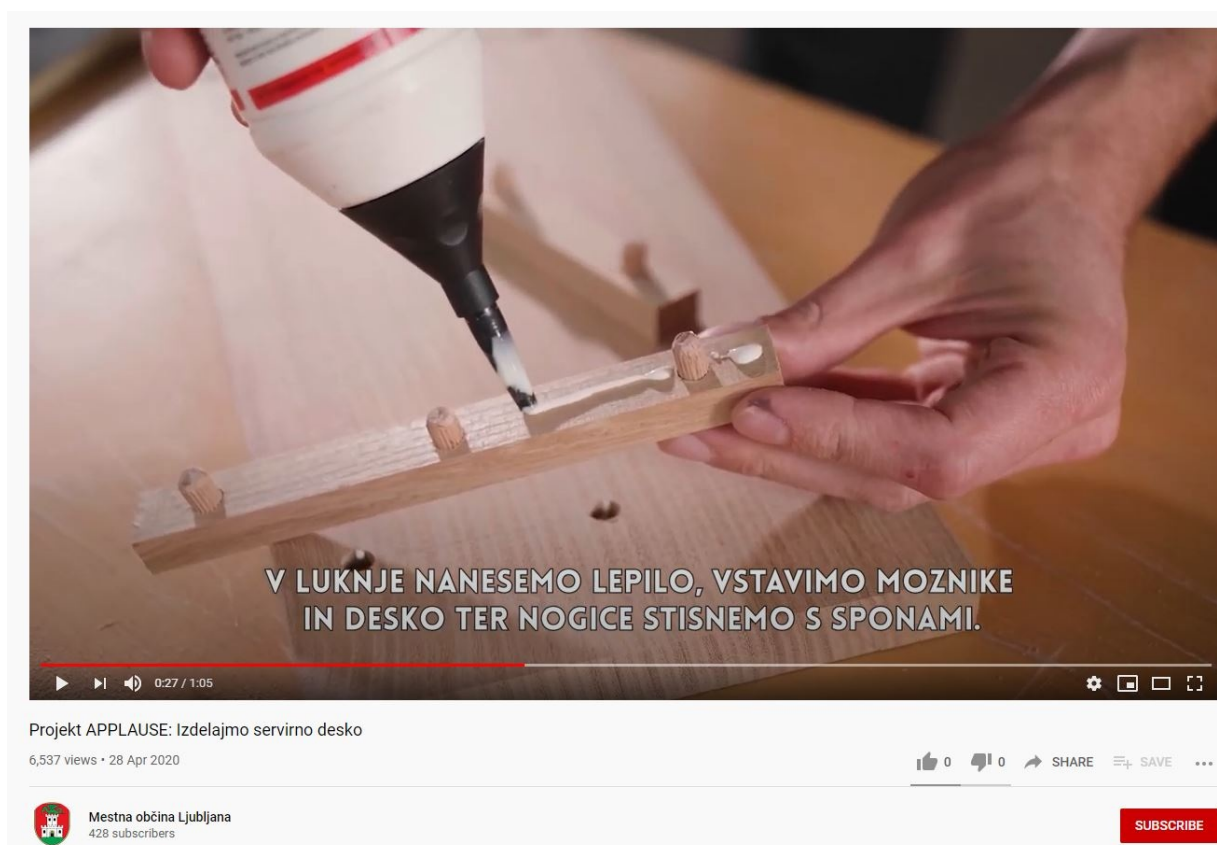 V LUKNJE NANESEMO LEPILO, VSTAVIMO MOZNIKE
IN DESKO TER NOGICE STISNEMO S SPONAMI.
0:27 / 1:05
Projekt APPLAUSE: Izdelajmo servirno desko
6,537 views • 28 Apr 2020
0
0
SHARE
SAVE
Mestna občina Ljubljana
428 subscribers
SUBSCRIBE